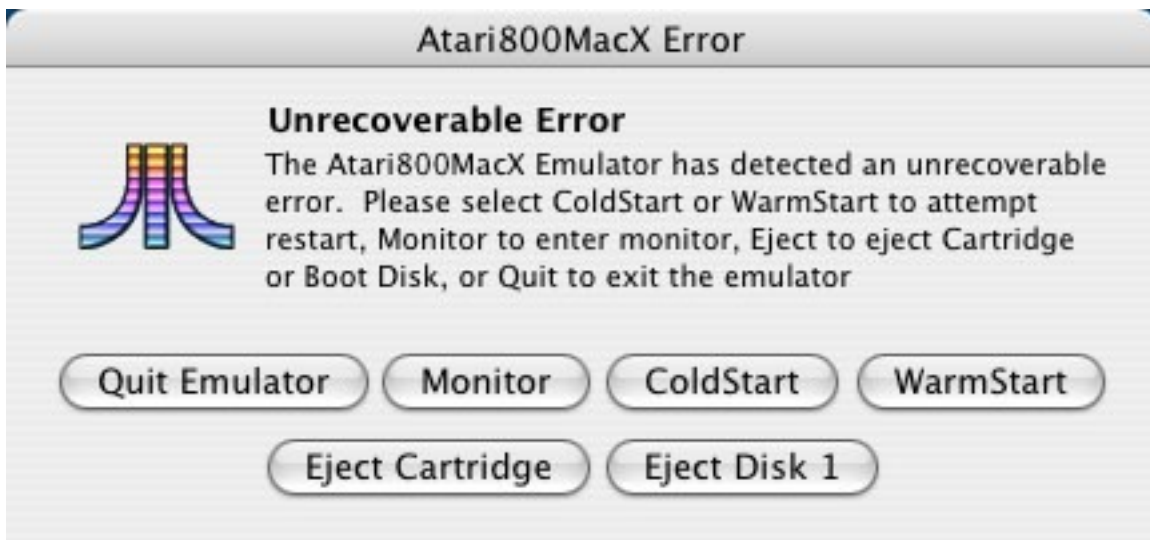 Atari800MacX Error
Unrecoverable Error
The Atari800MacX Emulator has detected an unrecoverable
error.  Please select ColdStart or WarmStart to attempt
restart, Monitor to enter monitor, Eject to eject Cartridge
or Boot Disk, or Quit to exit the emulator
Quit Emulator Monitor ColdStart WarmStart
Eject Cartridge Eject Disk 1